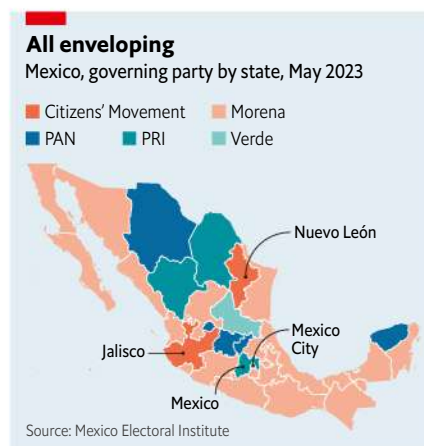 All enveloping
Mexico, governing party by state, May 2023
Citizens’ Movement
Morena
PAN
PRI
Verde
Nuevo León
Jalisco
Mexico
City
Mexico
Source: Mexico Electoral Institute